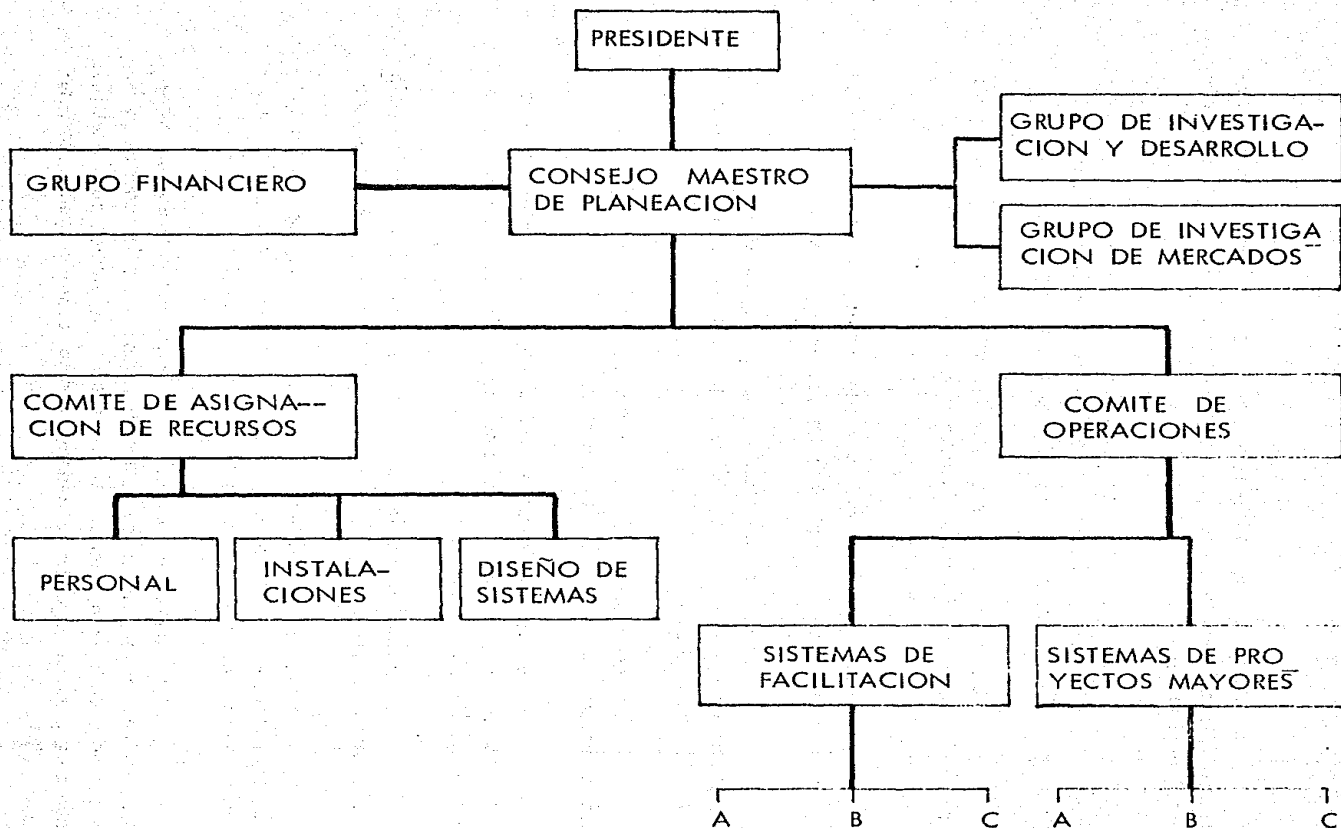 PRESIDENTE
GRUPO DE INVESTIGA-
CION Y DESARROLLO
GRUPO FINANCIERO
CONSEJO MAESTRO
DE PLANEACION
GRUPO DE INVESTIGA
CION DE MERCADOS
COMITE DE ASIGNA--
CION DE RECURSOS
COMITE DE
OPERACIONES
PERSONAL
INSTALA-
CIONES
DISEÑO DE
SISTEMAS
SISTEMAS DE
FACILITACION
SISTEMAS DE PRO
YECTOS MAYORES
A B C
A B C